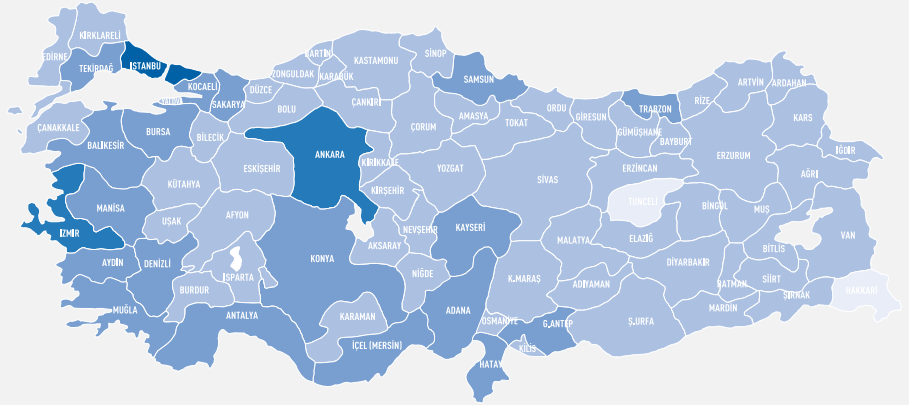 KIRKLARELİ
EDİRNE
TEKİRDAĞ
ISTANBU
KOCAELİ
YALOVA
SAKARYA
DÜZCE
ZONGULDAK
BARTIN
KARABÜK
KASTAMONU
SİNOP
SAMSUN
ÇANKIRI
BOLU
ÇANAKKALE
BALIKESİR
BURSA
BİLECİK
ESKİŞEHİR
ANKARA
KIRIKKALE
ÇORUM
AMASYA
TOKAT
ORDU
GİRESUN
TRABZON
RİZE
ARTVİN
ARDAHAN
GÜMÜŞHANE
BAYBURT
ERZURUM
KARS
IĞDIR
AĞRI
ERZİNCAN
SİVAS
YOZGAT
KIRŞEHİR
KÜTAHYA
MANİSA
UŞAK
AFYON
İZMİR
AYDIN
DENİZLİ
ISPARTA
BURDUR
MUĞLA
ANTALYA
KONYA
AKSARAY
NEVŞEHİR
KAYSERİ
NİĞDE
KARAMAN
İÇEL (MERSİN)
ADANA
OSMANİYE
HATAY
KİLİS
G.ANTEP
K.MARAŞ
ADIYAMAN
MALATYA
ELAZIĞ
TUNCELİ
BİNGÖL
MUŞ
BİTLİS
VAN
DİYARBAKIR
BATMAN
SİİRT
Ş.URFA
MARDİN
ŞIRNAK
HAKKARİ